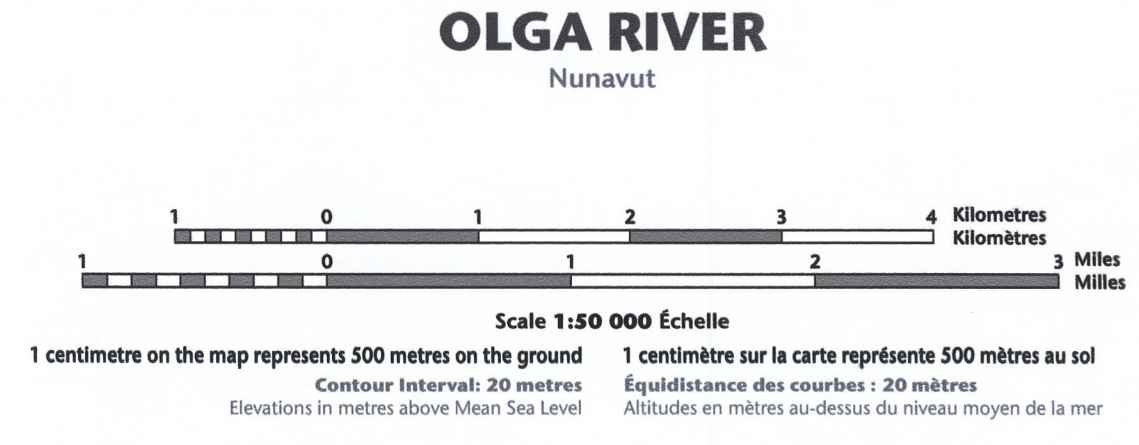 OLGA RIVER
Nunavut
1 0 1 2 3 4 Kilometres
Kilomètres
1 0 1 2 3 Miles
Milles
Scale 1:50 000 Échelle
1 centimetre on the map represents 500 metres on the ground
1 centimètre sur la carte représente 500 mètres au sol
Contour Interval: 20 metres
Équidistance des courbes : 20 mètres
Elevations in metres above Mean Sea Level
Altitudes en mètres au-dessus du niveau moyen de la mer